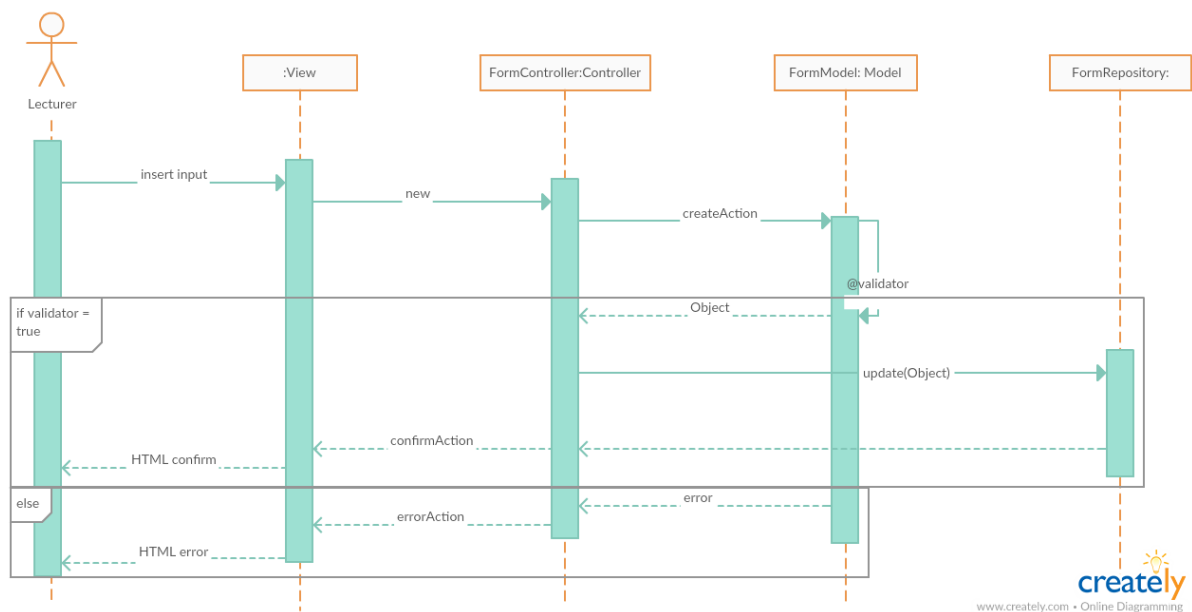 Lecturer
:View
FormController:Controller
FormModel: Model
FormRepository:
insert input
new
createAction
@validator
if validator =
true
Object
update(Object)
confirmAction
HTML confirm
else
error
errorAction
HTML error
creately
www.creately.com • Online Diagramming